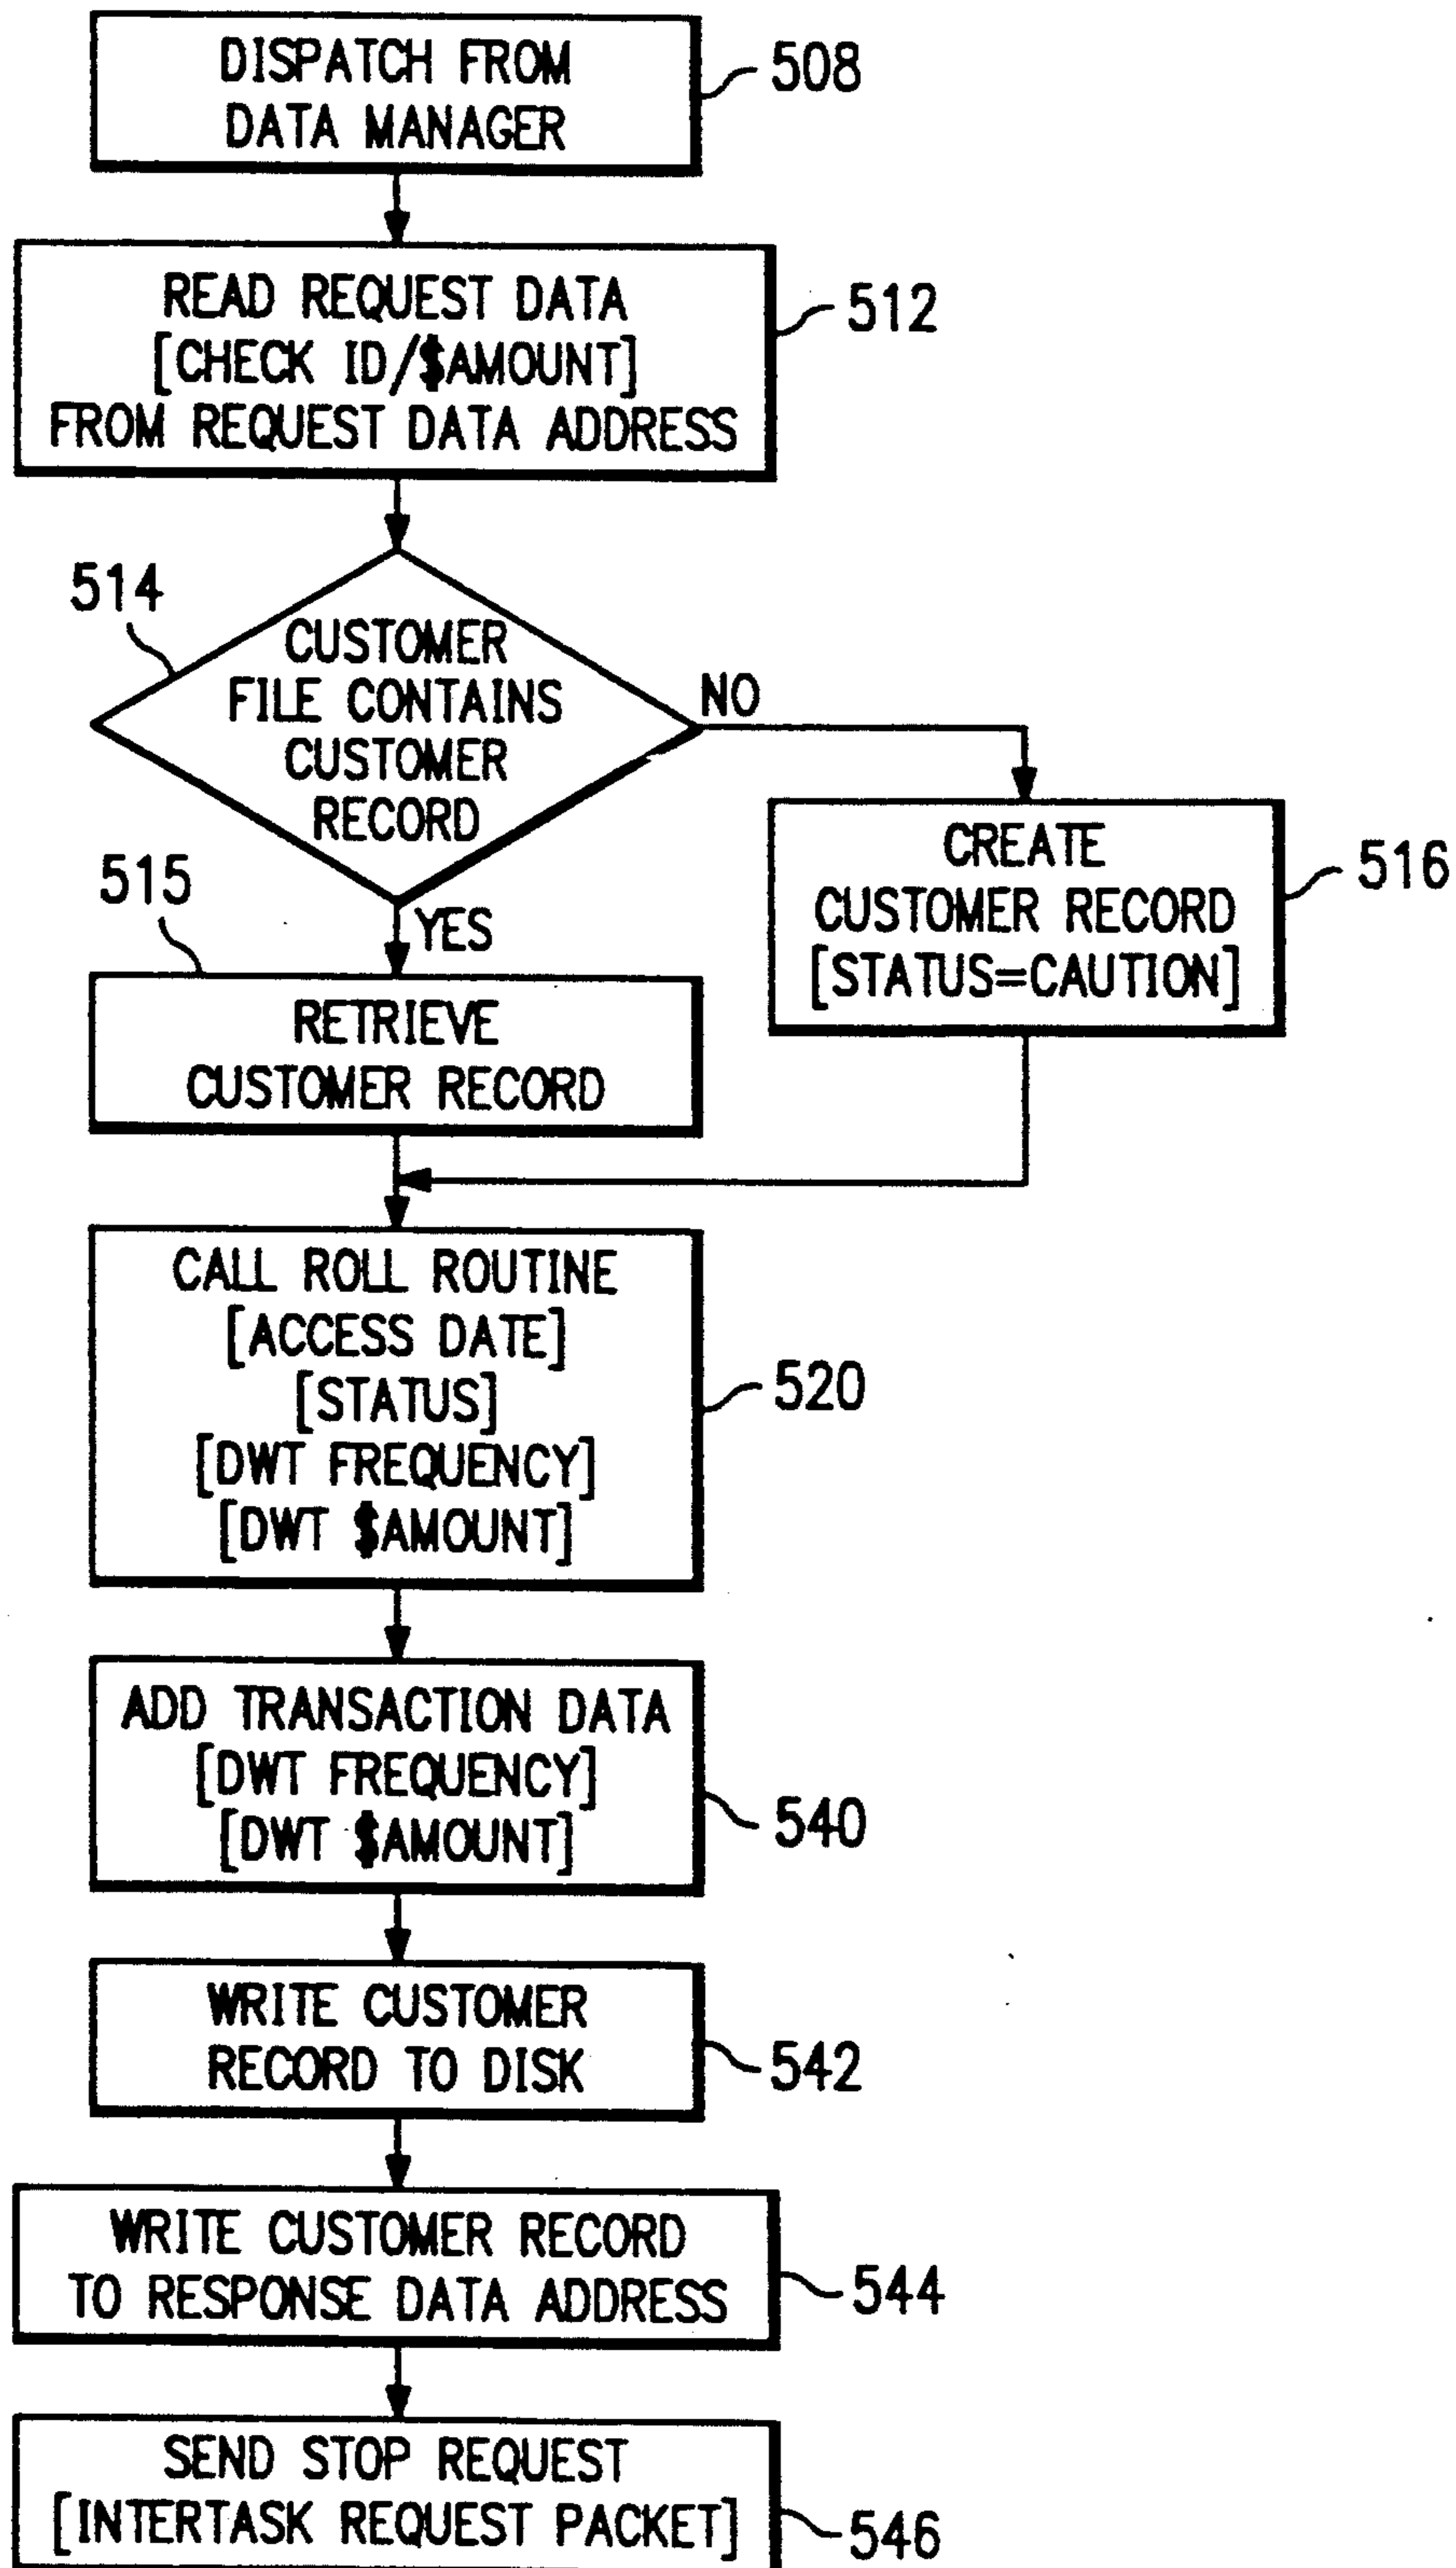 DISPATCH FROM
DATA MANAGER
508
READ REQUEST DATA
[CHECK ID/$AMOUNT]
FROM REQUEST DATA ADDRESS
512
514
CUSTOMER
FILE CONTAINS
CUSTOMER
RECORD
NO
YES
CREATE
CUSTOMER RECORD
[STATUS=CAUTION]
516
515
RETRIEVE
CUSTOMER RECORD
CALL ROLL ROUTINE
[ACCESS DATE]
[STATUS]
[DWT FREQUENCY]
[DWT $AMOUNT]
520
ADD TRANSACTION DATA
[DWT FREQUENCY]
[DWT $AMOUNT]
540
WRITE CUSTOMER
RECORD TO DISK
542
WRITE CUSTOMER RECORD
TO RESPONSE DATA ADDRESS
544
SEND STOP REQUEST
[INTERTASK REQUEST PACKET]
546